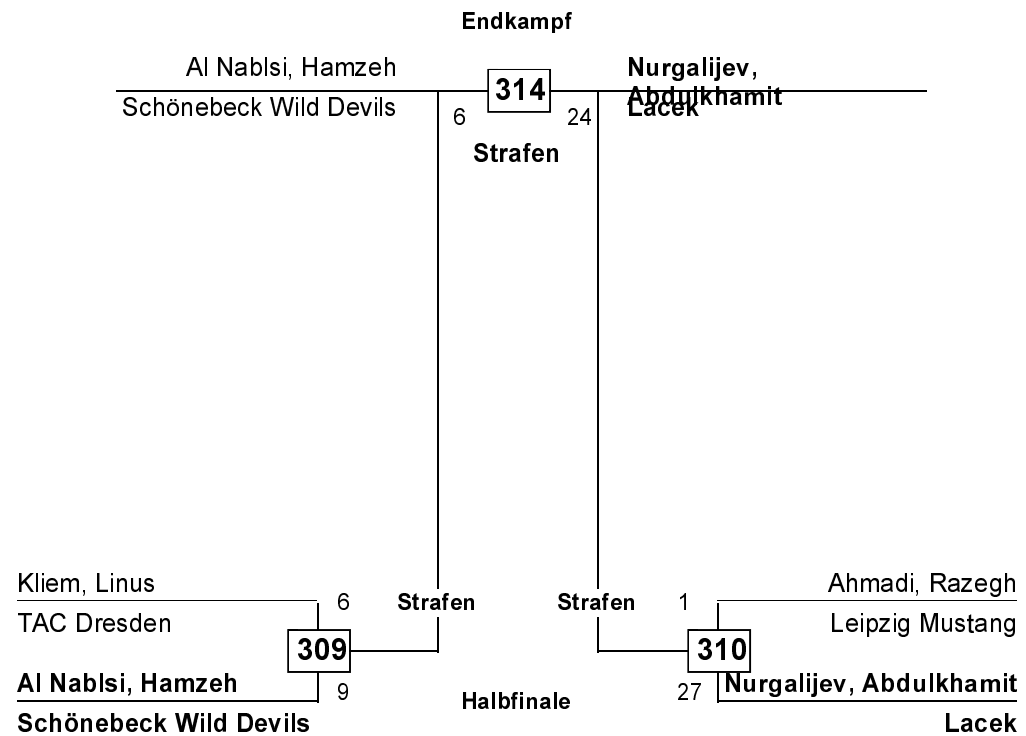 Endkampf
Al Nablsi, Hamzeh
Schönebeck Wild Devils
6
314
24
Nurgalijev,
Abdulkhamit
Lacek
Strafen
Kliem, Linus
TAC Dresden
6
309
Al Nablsi, Hamzeh
Schönebeck Wild Devils
9
Strafen
Strafen
Halbfinale
1
Ahmadi, Razegh
Leipzig Mustang
310
27
Nurgalijev, Abdulkhamit
Lacek